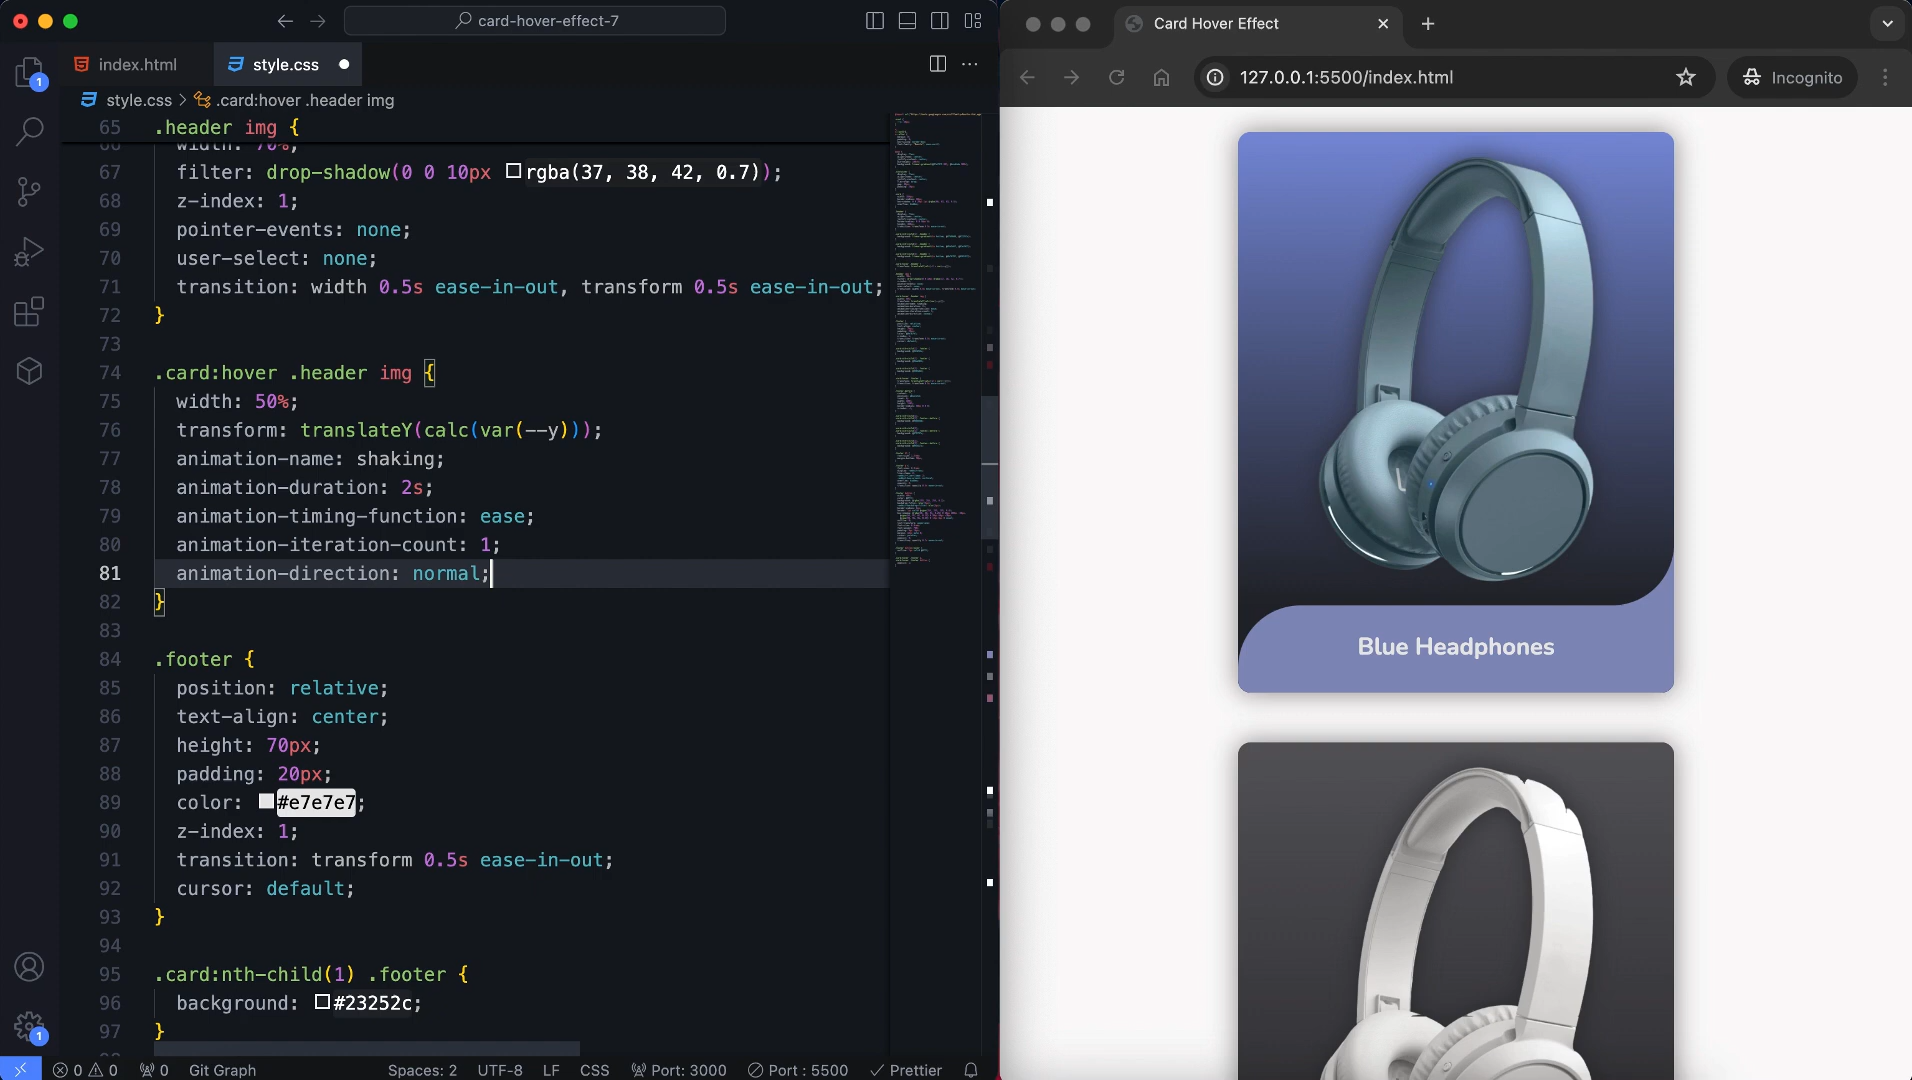 card-hover-effect-7
index.html
style.css
style.css > .card:hover .header img
65 .header img {
66 width: 70%;
67 filter: drop-shadow(0 0 10px rgba(37, 38, 42, 0.7));
68 z-index: 1;
69 pointer-events: none;
70 user-select: none;
71 transition: width 0.5s ease-in-out, transform 0.5s ease-in-out;
72 }
73
74 .card:hover .header img {
75 width: 50%;
76 transform: translateY(calc(var(--y)));
77 animation-name: shaking;
78 animation-duration: 2s;
79 animation-timing-function: ease;
80 animation-iteration-count: 1;
81 animation-direction: normal;
82 }
83
84 .footer {
85 position: relative;
86 text-align: center;
87 height: 70px;
88 padding: 20px;
89 color: #e7e7e7;
90 z-index: 1;
91 transition: transform 0.5s ease-in-out;
92 cursor: default;
93 }
94
95 .card:nth-child(1) .footer {
96 background: #23252c;
97 }
1
1
0 0 0 Git Graph Spaces: 2 UTF-8 LF CSS Port: 3000 Port : 5500 Prettier
Card Hover Effect
127.0.0.1:5500/index.html
Incognito
Blue Headphones